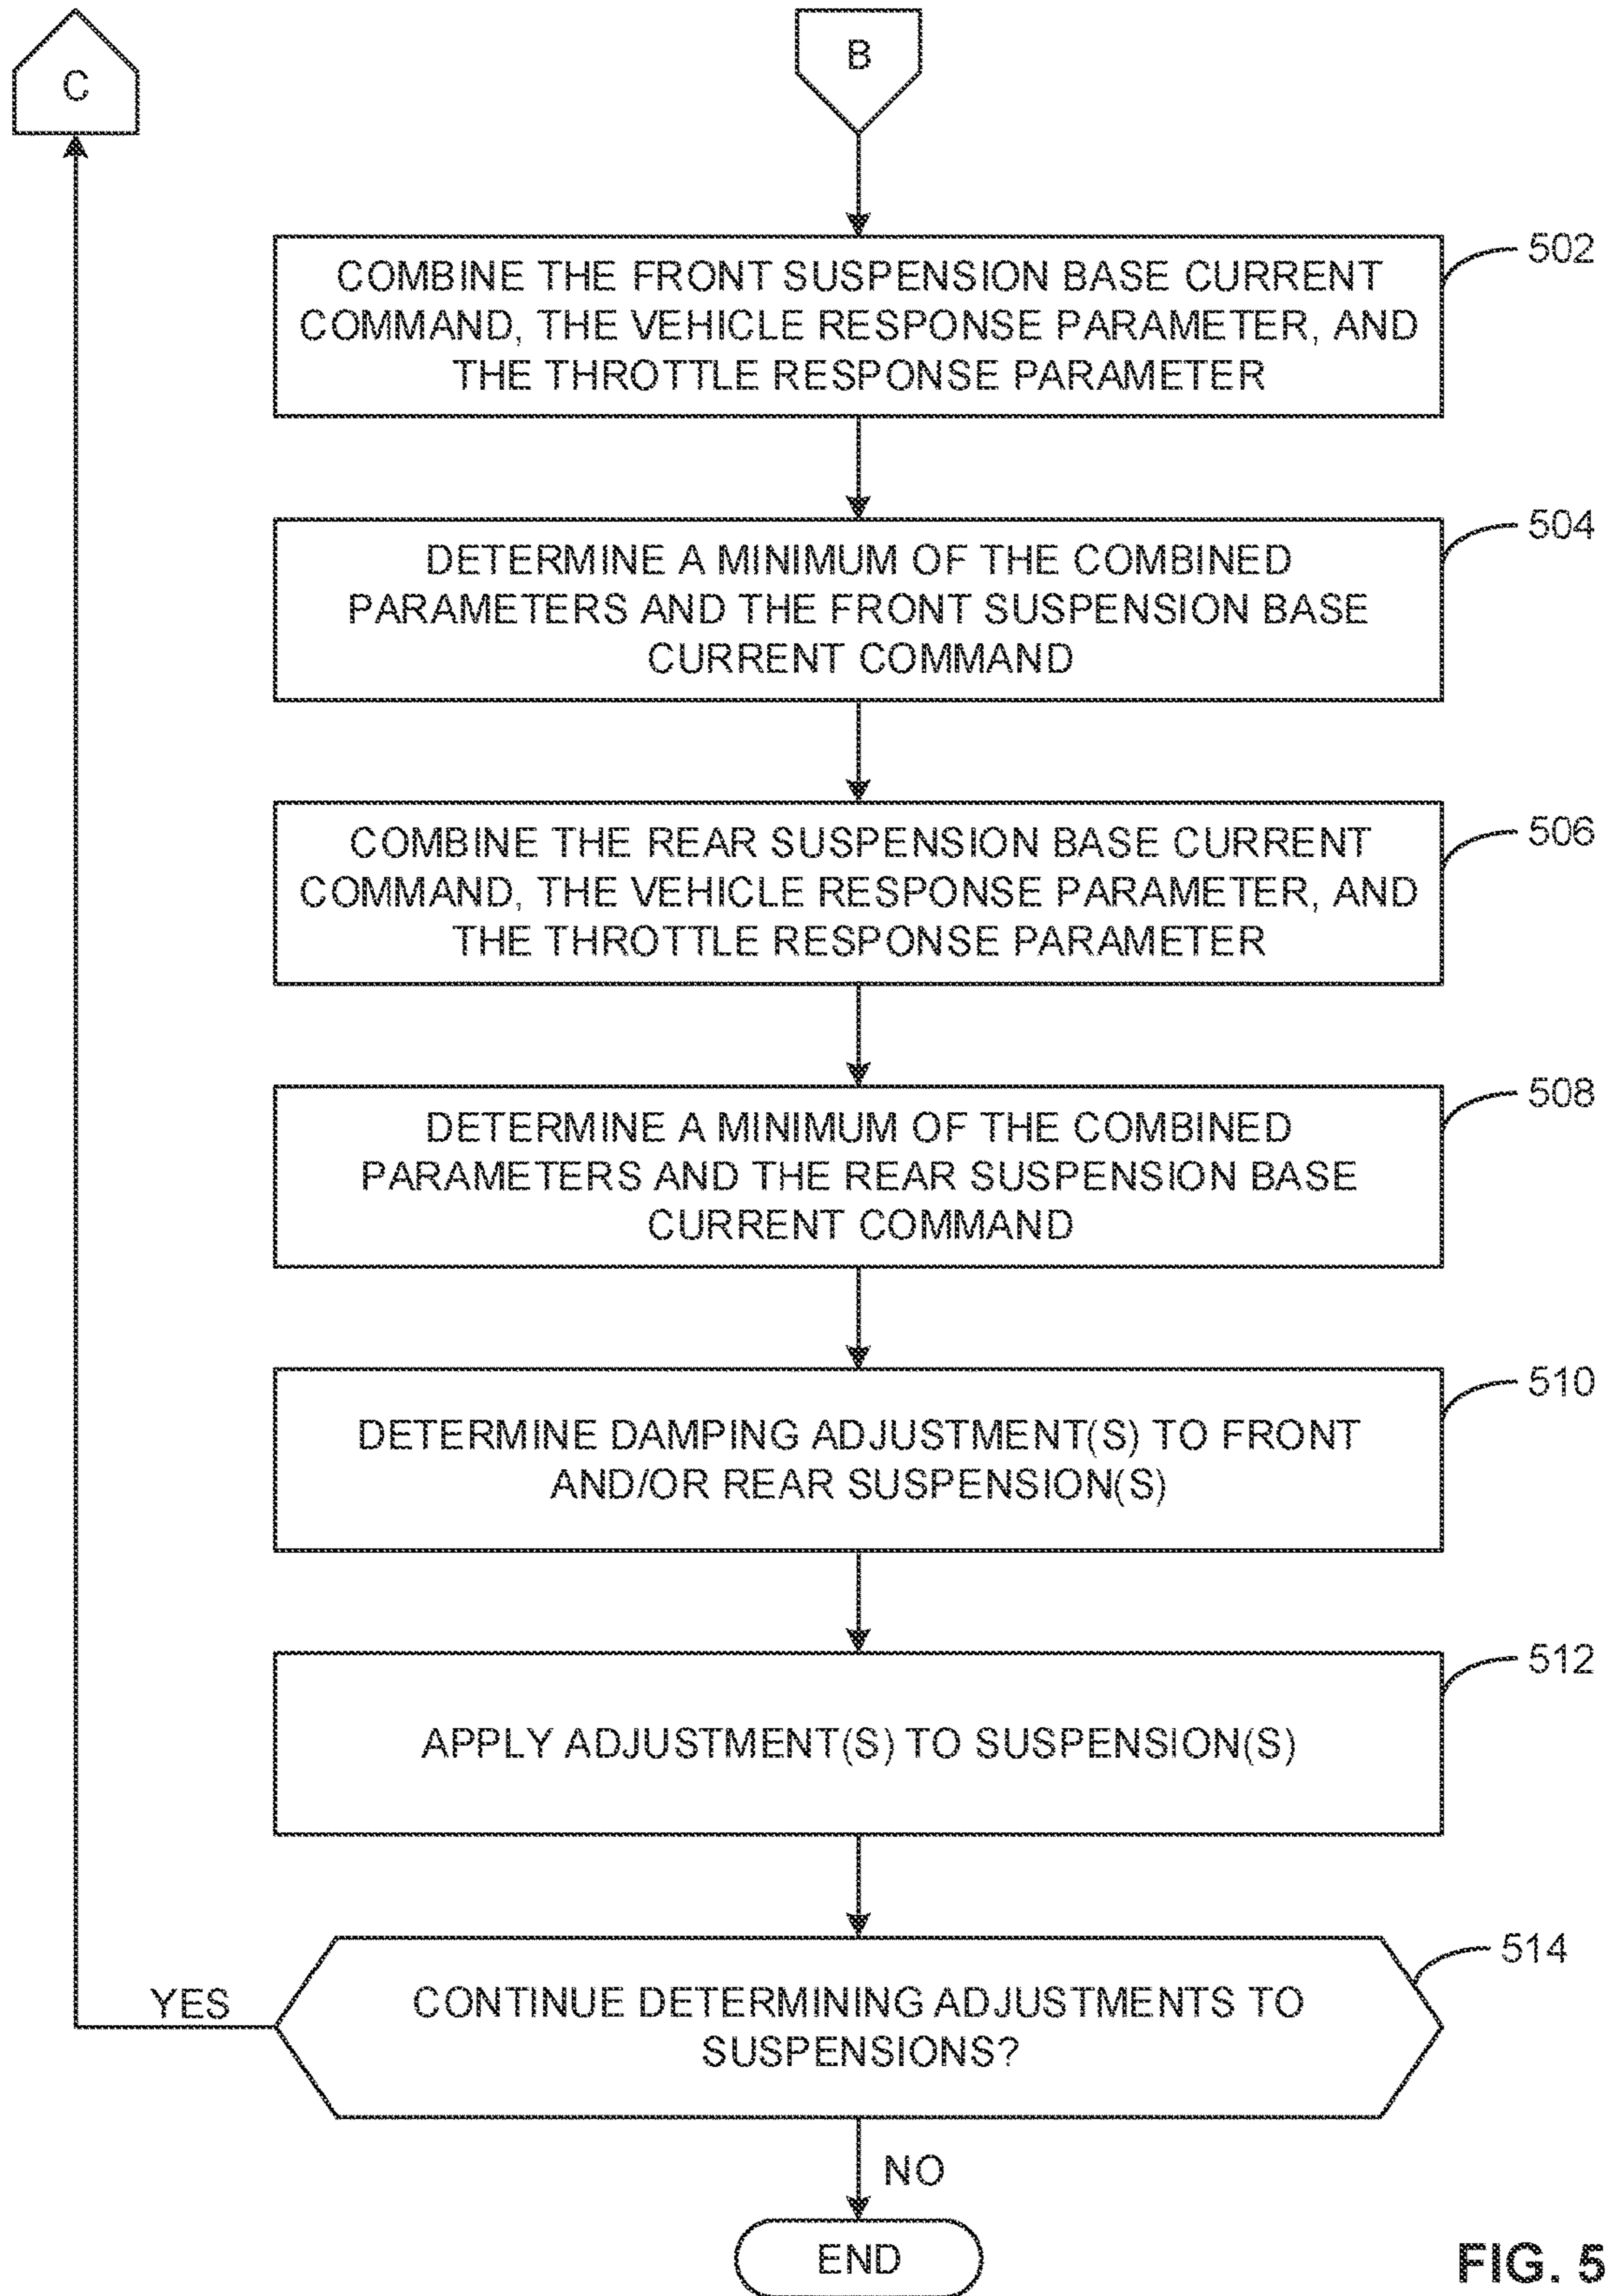 C
B
502
COMBINE THE FRONT SUSPENSION BASE CURRENT
COMMAND, THE VEHICLE RESPONSE PARAMETER, AND
THE THROTTLE RESPONSE PARAMETER
504
DETERMINE A MINIMUM OF THE COMBINED
PARAMETERS AND THE FRONT SUSPENSION BASE
CURRENT COMMAND
506
COMBINE THE REAR SUSPENSION BASE CURRENT
COMMAND, THE VEHICLE RESPONSE PARAMETER, AND
THE THROTTLE RESPONSE PARAMETER
508
DETERMINE A MINIMUM OF THE COMBINED
PARAMETERS AND THE REAR SUSPENSION BASE
CURRENT COMMAND
510
DETERMINE DAMPING ADJUSTMENT(S) TO FRONT
AND/OR REAR SUSPENSION(S)
512
APPLY ADJUSTMENT(S) TO SUSPENSION(S)
514
CONTINUE DETERMINING ADJUSTMENTS TO
SUSPENSIONS?
YES
NO
END
FIG. 5